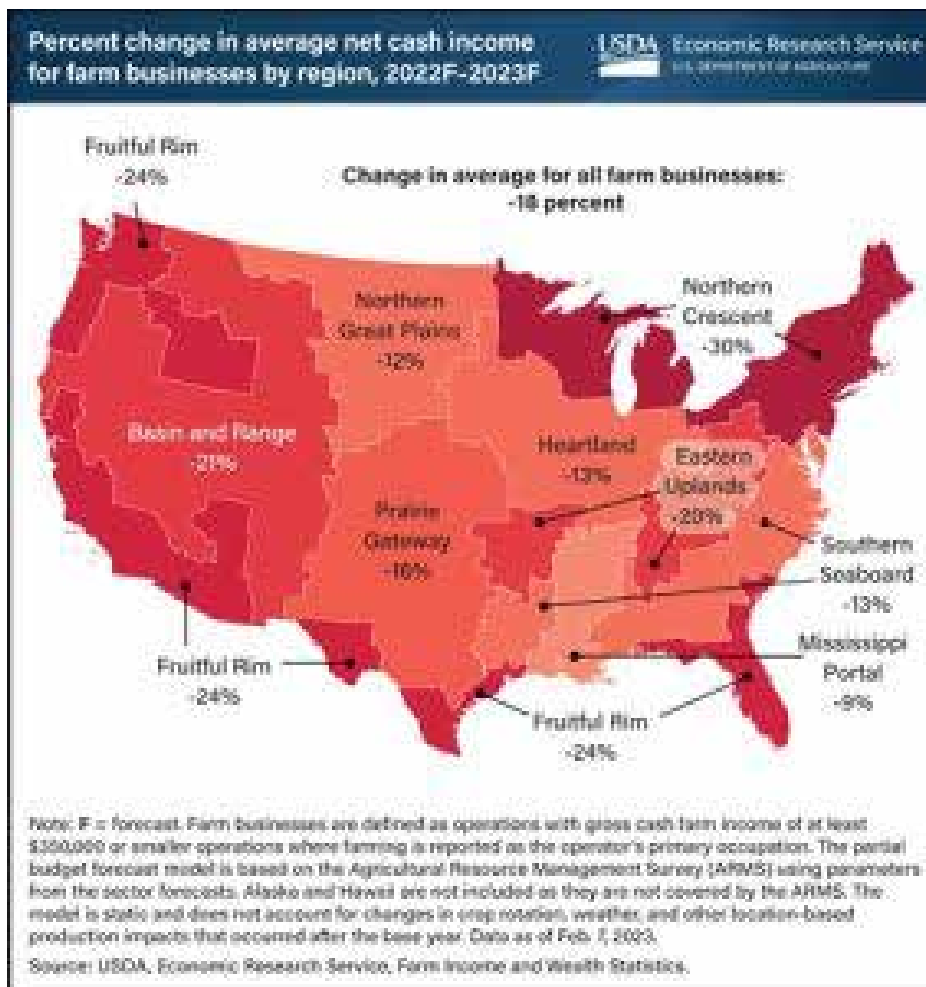 Percent change in average net cash income
for farm businesses by region, 2022F-2023F
USDA Economic Research Service
U.S. DEPARTMENT OF AGRICULTURE
Fruitful Rim
-24%
Change in average for all farm businesses:
-18 percent
Northern
Crescent
-30%
Northern
Great Plains
-12%
Basin and Range
-21%
Heartland
-13%
Eastern
Uplands
-20%
Prairie
Gateway
-16%
Southern
Seaboard
-13%
Mississippi
Portal
-9%
Fruitful Rim
-24%
Fruitful Rim
-24%
Note: F = forecast. Farm businesses are defined as operations with gross cash farm income of at least
$350,000 or smaller operations where farming is reported as the operator's primary occupation. The partial
budget forecast model is based on the Agricultural Resource Management Survey (ARMS) using parameters
from the sector forecasts. Alaska and Hawaii are not included as they are not covered by the ARMS. The
model is static and does not account for changes in crop rotation, weather, and other location-based
production impacts that occurred after the base year. Data as of Feb. 7, 2023.
Source: USDA, Economic Research Service, Farm Income and Wealth Statistics.